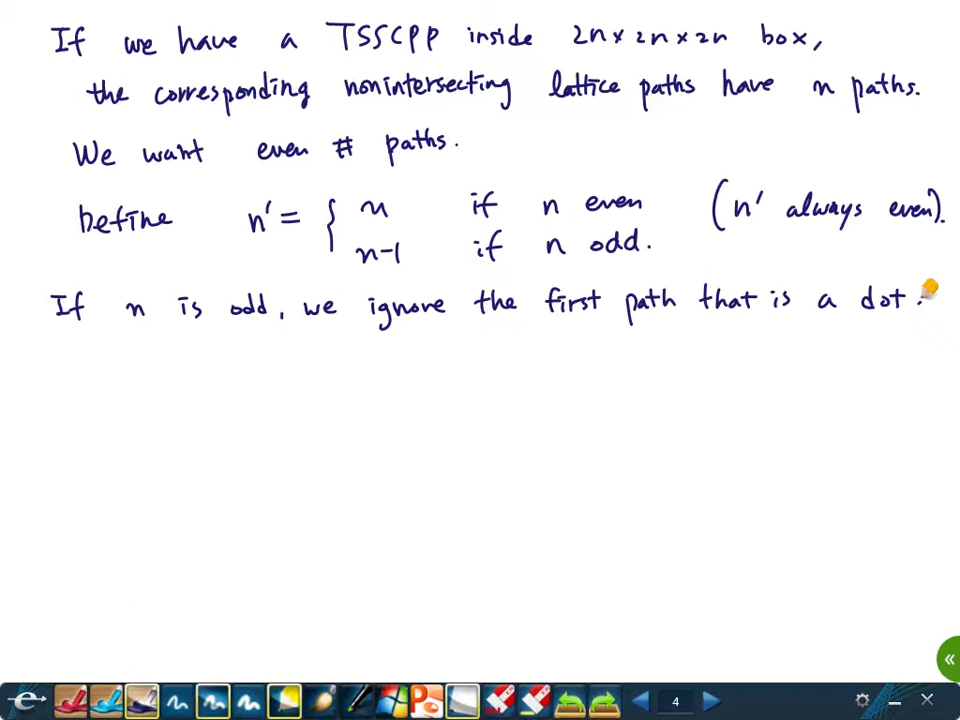 If we have a TSSCPP inside 2n×2n×2n box,
the corresponding nonintersecting lattice paths have n paths.
We want even # paths.
Define n' = { n if n even (n' always even).
n-1 if n odd.
If n is odd, we ignore the first path that is a dot.
4